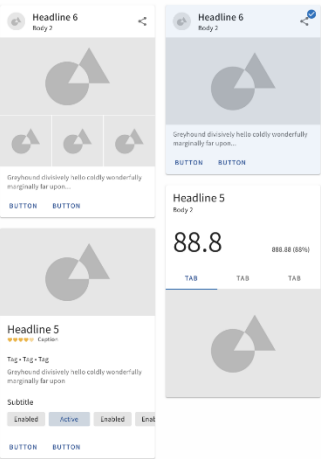 Headline 6
Body 2
Greyhound divisively hello coldly wonderfully
marginally far upon...
BUTTON BUTTON
Headline 5
Caption
Tag • Tag • Tag
Greyhound divisively hello coldly wonderfully
marginally far upon
Subtitle
Enabled Active Enabled Enab
BUTTON BUTTON
Headline 6
Body 2
Greyhound divisively hello coldly wonderfully
marginally far upon...
BUTTON BUTTON
Headline 5
Body 2
88.8 888.88 (88%)
TAB TAB TAB